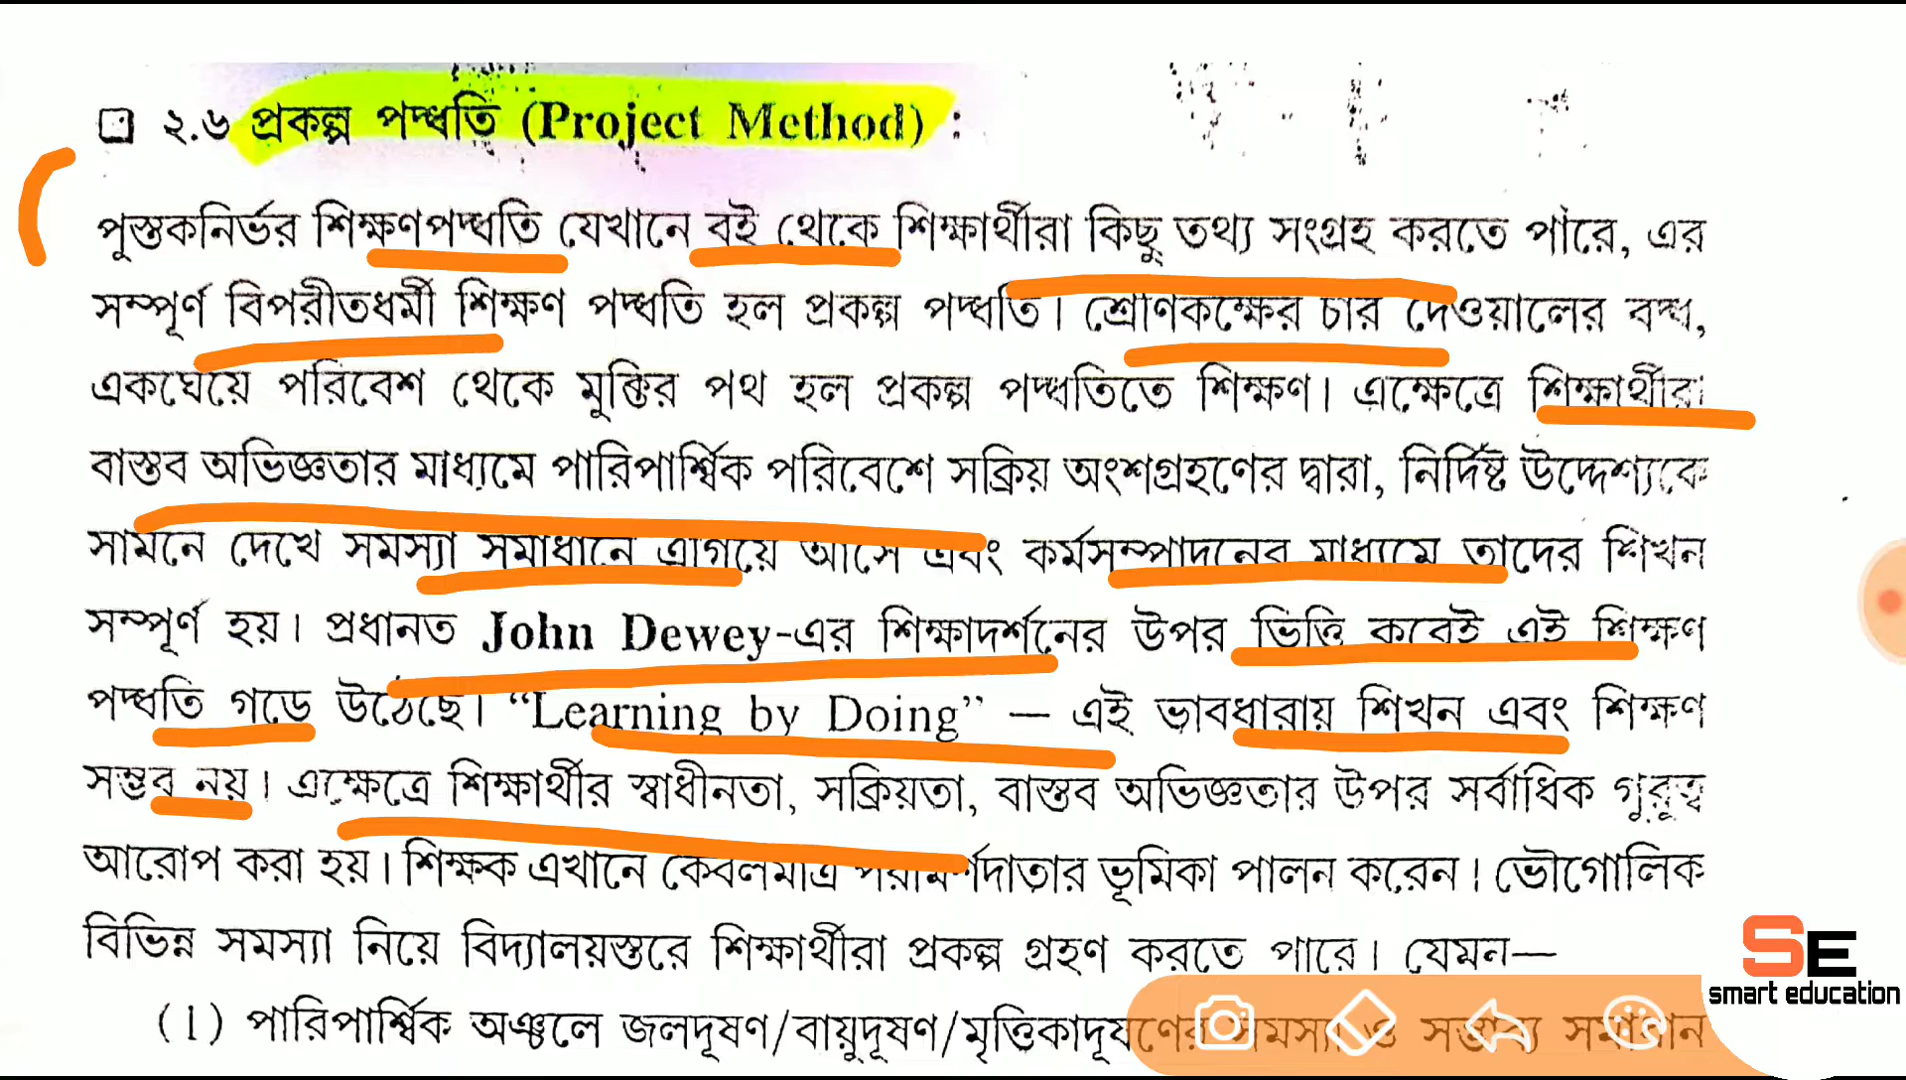 ২.৬ প্রকল্প পদ্ধতি (Project Method) :
পুস্তকনির্ভর শিক্ষণপদ্ধতি যেখানে বই থেকে শিক্ষার্থীরা কিছু তথ্য সংগ্রহ করতে পারে, এর
সম্পূর্ণ বিপরীতধর্মী শিক্ষণ পদ্ধতি হল প্রকল্প পদ্ধতি। শ্রেণিকক্ষের চার দেওয়ালের বদ্ধ,
একঘেয়ে পরিবেশ থেকে মুক্তির পথ হল প্রকল্প পদ্ধতিতে শিক্ষণ। এক্ষেত্রে শিক্ষার্থীরা
বাস্তব অভিজ্ঞতার মাধ্যমে পারিপার্শ্বিক পরিবেশে সক্রিয় অংশগ্রহণের দ্বারা, নির্দিষ্ট উদ্দেশ্যকে
সামনে দেখে সমস্যা সমাধানে এগিয়ে আসে এবং কর্মসম্পাদনের মাধ্যমে তাদের শিখন
সম্পূর্ণ হয়। প্রধানত John Dewey-এর শিক্ষাদর্শনের উপর ভিত্তি করেই এই শিক্ষণ
পদ্ধতি গড়ে উঠেছে। “Learning by Doing” — এই ভাবধারায় শিখন এবং শিক্ষণ
সম্ভব নয়। এক্ষেত্রে শিক্ষার্থীর স্বাধীনতা, সক্রিয়তা, বাস্তব অভিজ্ঞতার উপর সর্বাধিক গুরুত্ব
আরোপ করা হয়। শিক্ষক এখানে কেবলমাত্র পরামর্শদাতার ভূমিকা পালন করেন। ভৌগোলিক
বিভিন্ন সমস্যা নিয়ে বিদ্যালয়স্তরে শিক্ষার্থীরা প্রকল্প গ্রহণ করতে পারে। যেমন—
(1) পারিপার্শ্বিক অঞ্চলে জলদূষণ/বায়ুদূষণ/মৃত্তিকাদূষণের সমস্যা ও সম্ভাব্য সমাধান
SE
smart education